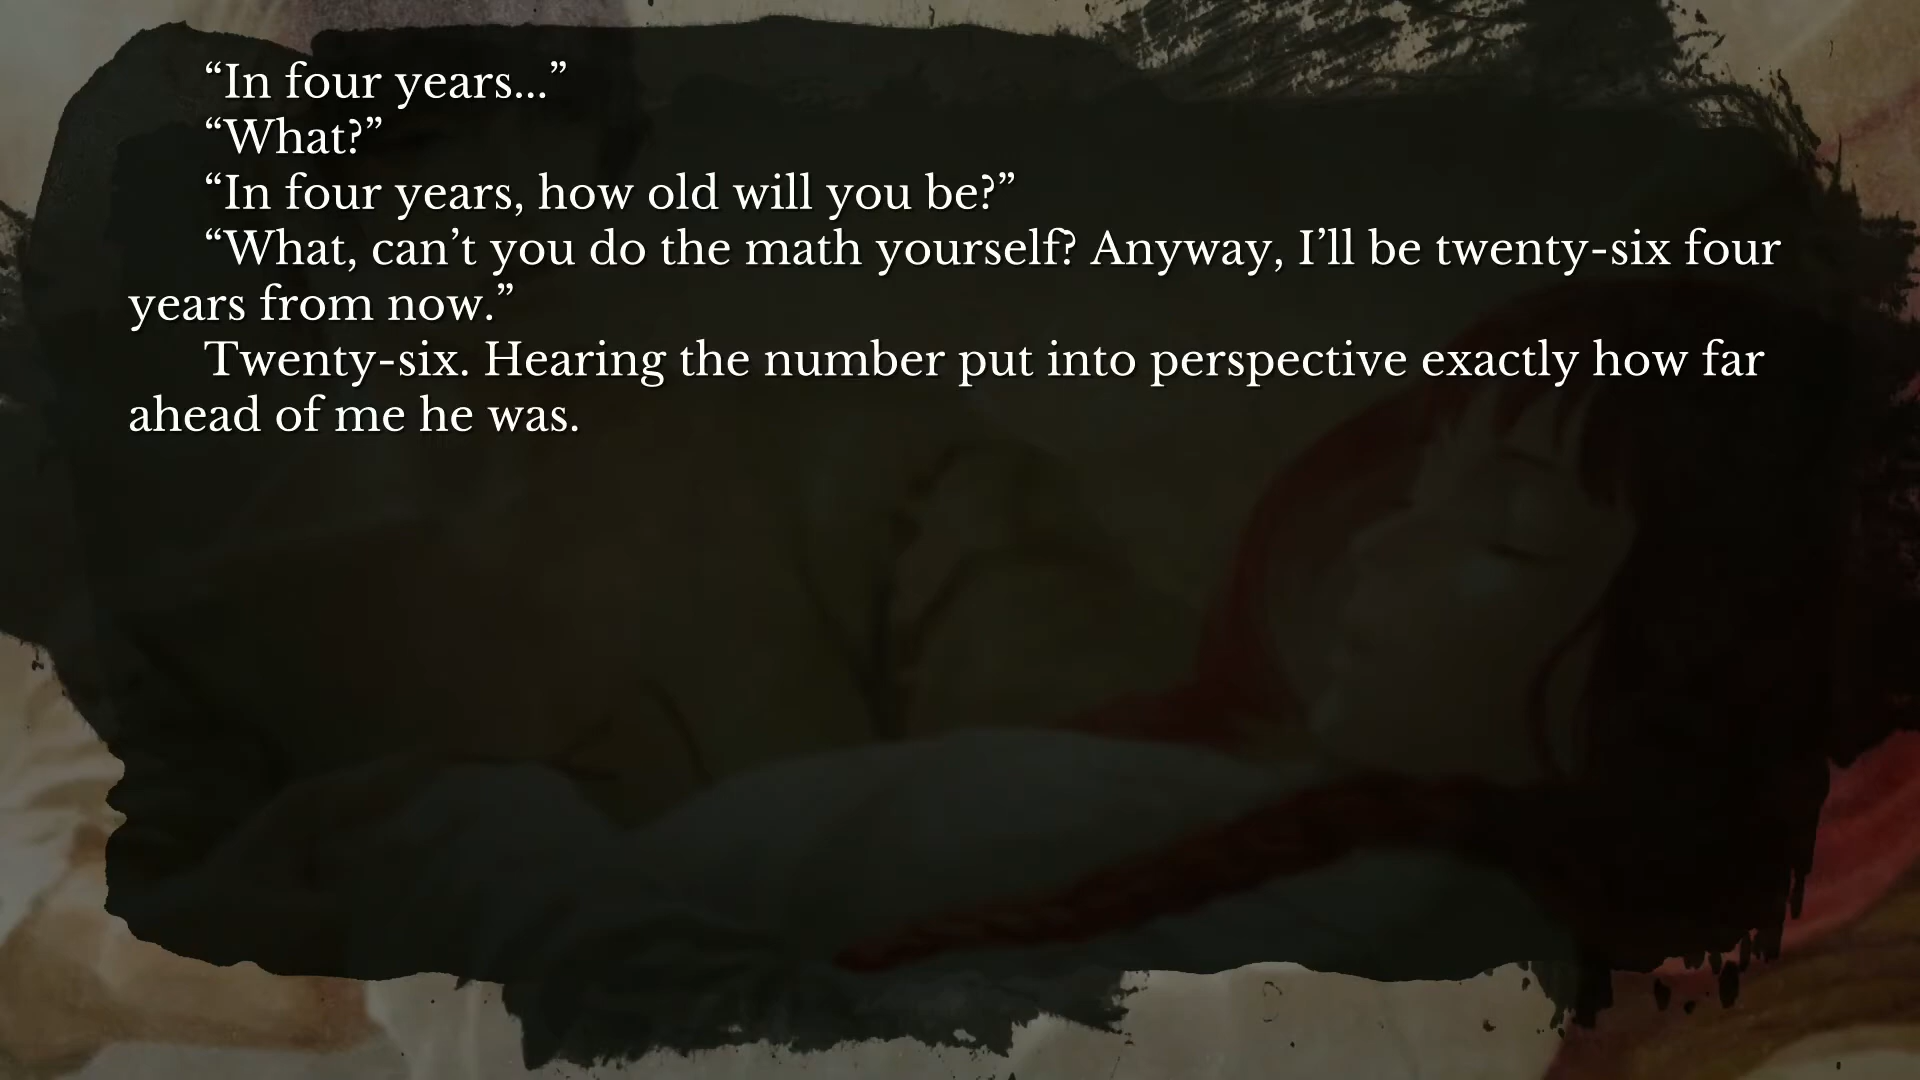 “In four years...”
“What?”
“In four years, how old will you be?”
“What, can’t you do the math yourself? Anyway, I’ll be twenty-six four
years from now.”
Twenty-six. Hearing the number put into perspective exactly how far
ahead of me he was.